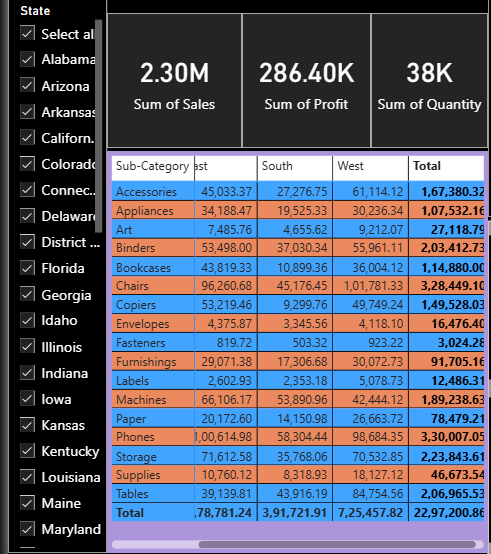 State
Select all
Alabama
Arizona
Arkansas
Californ...
Colorado
Connec...
Delaware
District ...
Florida
Georgia
Idaho
Illinois
Indiana
Iowa
Kansas
Kentucky
Louisiana
Maine
Maryland
2.30M
Sum of Sales
286.40K
Sum of Profit
38K
Sum of Quantity
Sub-Category ast South West Total
Accessories 45,033.37 27,276.75 61,114.12 1,67,380.32
Appliances 34,188.47 19,525.33 30,236.34 1,07,532.16
Art 7,485.76 4,655.62 9,212.07 27,118.79
Binders 53,498.00 37,030.34 55,961.11 2,03,412.73
Bookcases 43,819.33 10,899.36 36,004.12 1,14,880.00
Chairs 96,260.68 45,176.45 1,01,781.33 3,28,449.10
Copiers 53,219.46 9,299.76 49,749.24 1,49,528.03
Envelopes 4,375.87 3,345.56 4,118.10 16,476.40
Fasteners 819.72 503.32 923.22 3,024.28
Furnishings 29,071.38 17,306.68 30,072.73 91,705.16
Labels 2,602.93 2,353.18 5,078.73 12,486.31
Machines 66,106.17 53,890.96 42,444.12 1,89,238.63
Paper 20,172.60 14,150.98 26,663.72 78,479.21
Phones 1,00,614.98 58,304.44 98,684.35 3,30,007.05
Storage 71,612.58 35,768.06 70,532.85 2,23,843.61
Supplies 10,760.12 8,318.93 18,127.12 46,673.54
Tables 39,139.81 43,916.19 84,754.56 2,06,965.53
Total ,78,781.24 3,91,721.91 7,25,457.82 22,97,200.86